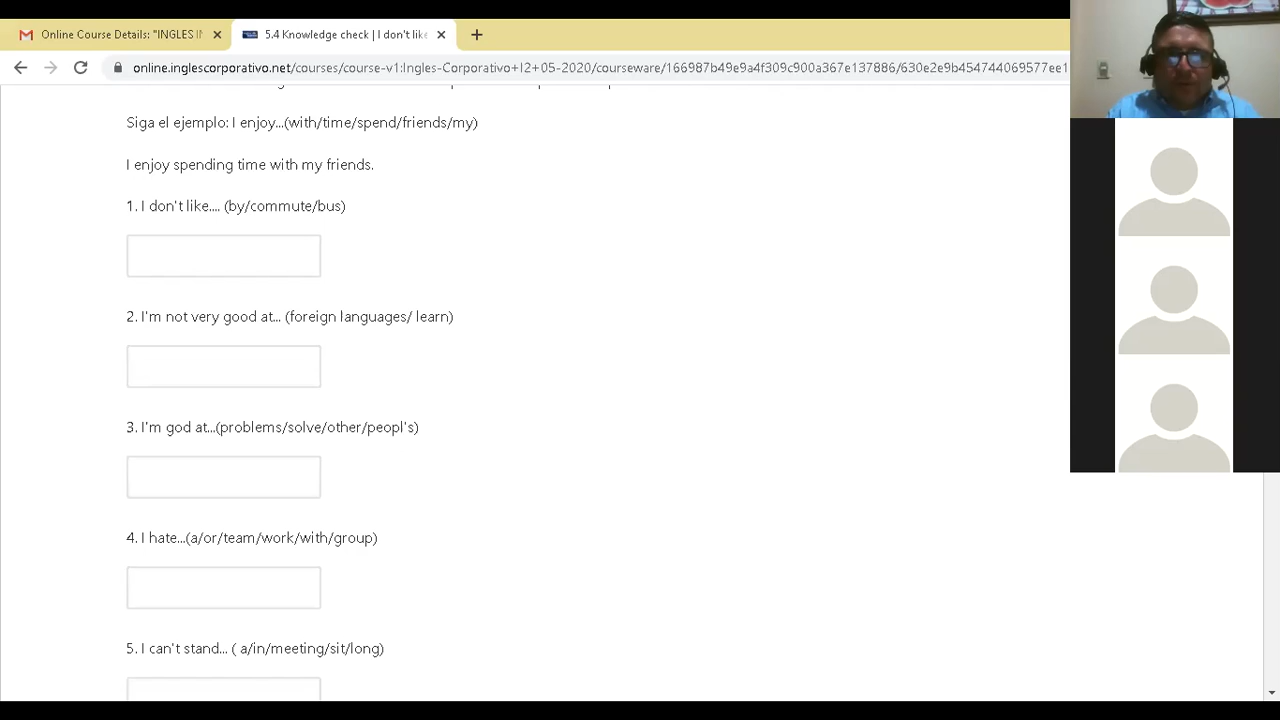 Online Course Details: "INGLES IN
5.4 Knowledge check | I don't like
online.inglescorporativo.net/courses/course-v1:Ingles-Corporativo+I2+05-2020/courseware/166987b49e9a4f309c900a367e137886/630e2e9b454744069577ee1
Siga el ejemplo: I enjoy...(with/time/spend/friends/my)
I enjoy spending time with my friends.
1. I don't like.... (by/commute/bus)
2. I'm not very good at... (foreign languages/ learn)
3. I'm god at...(problems/solve/other/peopl's)
4. I hate...(a/or/team/work/with/group)
5. I can't stand... ( a/in/meeting/sit/long)